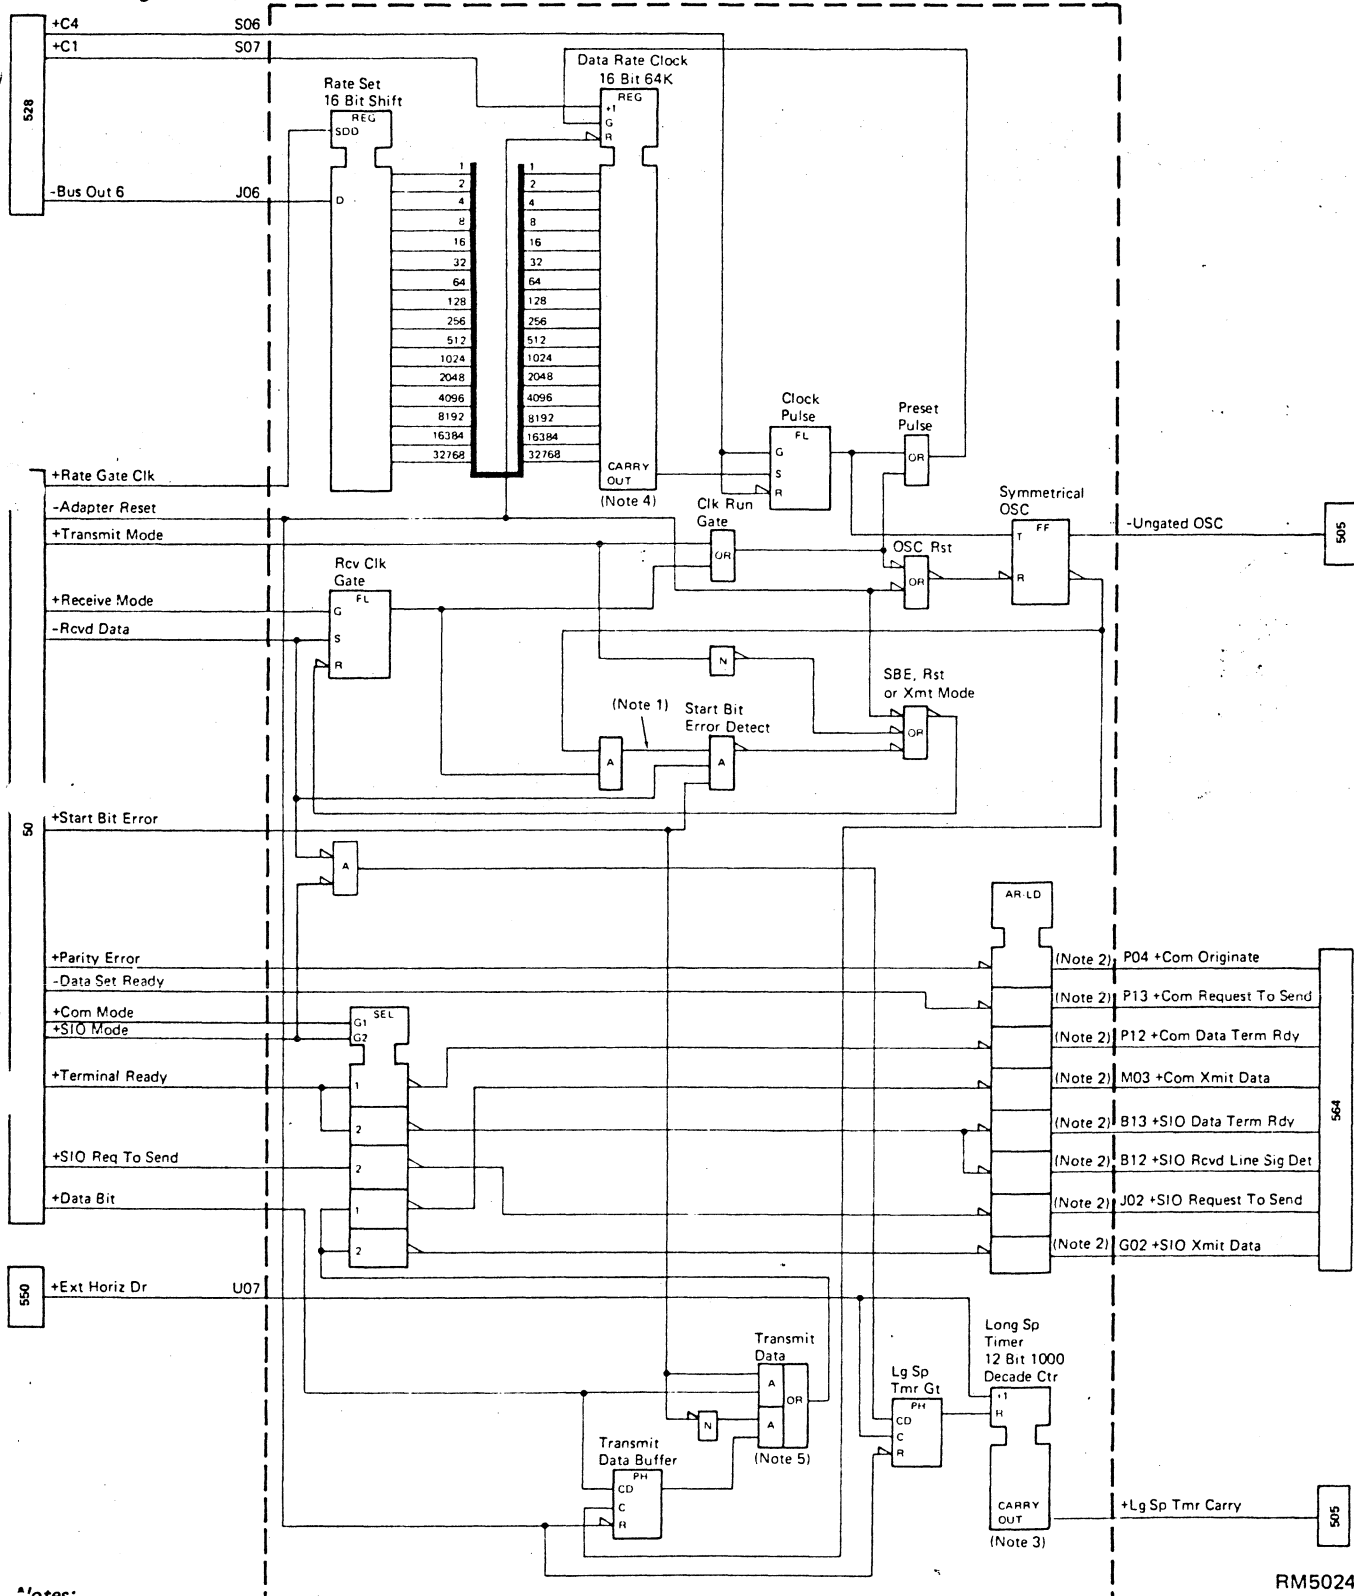 +C4 S06
+C1 S07
528
-Bus Out 6 J06
Rate Set
16 Bit Shift
REG
SDD
D
1
2
4
8
16
32
64
128
256
512
1024
2048
4096
8192
16384
32768
Data Rate Clock
16 Bit 64K
REG
+1
G
R
1
2
4
8
16
32
64
128
256
512
1024
2048
4096
8192
16384
32768
CARRY
OUT
(Note 4)
Clock
Pulse
FL
G
S
R
Preset
Pulse
OR
+Rate Gate Clk
-Adapter Reset
+Transmit Mode
Clk Run
Gate
OR
OSC Rst
OR
Symmetrical
OSC
FF
T
R
-Ungated OSC
505
Rcv Clk
Gate
FL
G
S
R
+Receive Mode
-Rcvd Data
N
SBE, Rst
or Xmt Mode
OR
(Note 1)
A
Start Bit
Error Detect
A
50
+Start Bit Error
A
AR-LD
+Parity Error
-Data Set Ready
+Com Mode
+SIO Mode
+Terminal Ready
+SIO Req To Send
+Data Bit
SEL
G1
G2
1
2
2
1
2
(Note 2) P04 +Com Originate
(Note 2) P13 +Com Request To Send
(Note 2) P12 +Com Data Term Rdy
(Note 2) M03 +Com Xmit Data
(Note 2) B13 +SIO Data Term Rdy
(Note 2) B12 +SIO Rcvd Line Sig Det
(Note 2) J02 +SIO Request To Send
(Note 2) G02 +SIO Xmit Data
564
550
+Ext Horiz Dr U07
Transmit
Data
A
OR
A
(Note 5)
N
Transmit
Data Buffer
PH
CD
C
R
Lg Sp
Tmr Gt
PH
CD
C
R
Long Sp
Timer
12 Bit 1000
Decade Ctr
+1
R
CARRY
OUT
(Note 3)
+Lg Sp Tmr Carry
505
RM5024
Notes: